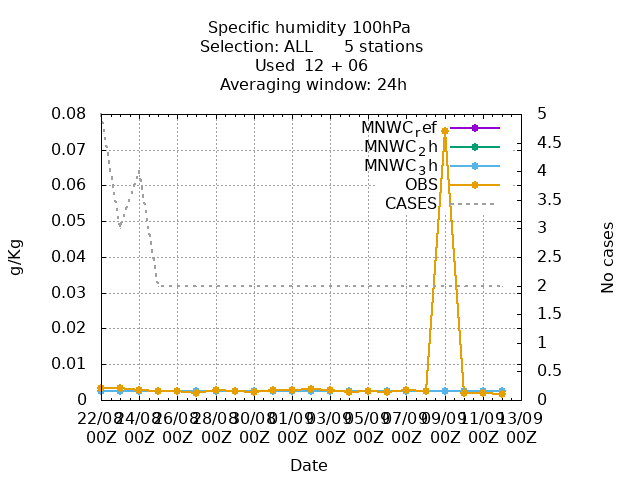 Specific humidity 100hPa
Selection: ALL 5 stations
Used 12 + 06
Averaging window: 24h
0.08
0.07
0.06
0.05
0.04
0.03
0.02
0.01
0
5
4.5
4
3.5
3
2.5
2
1.5
1
0.5
0
g/Kg
No cases
MNWC_ref
MNWC_2h
MNWC_3h
OBS
CASES
22/08 24/08 26/08 28/08 30/08 01/09 03/09 05/09 07/09 09/09 11/09 13/09
00Z 00Z 00Z 00Z 00Z 00Z 00Z 00Z 00Z 00Z 00Z 00Z
Date